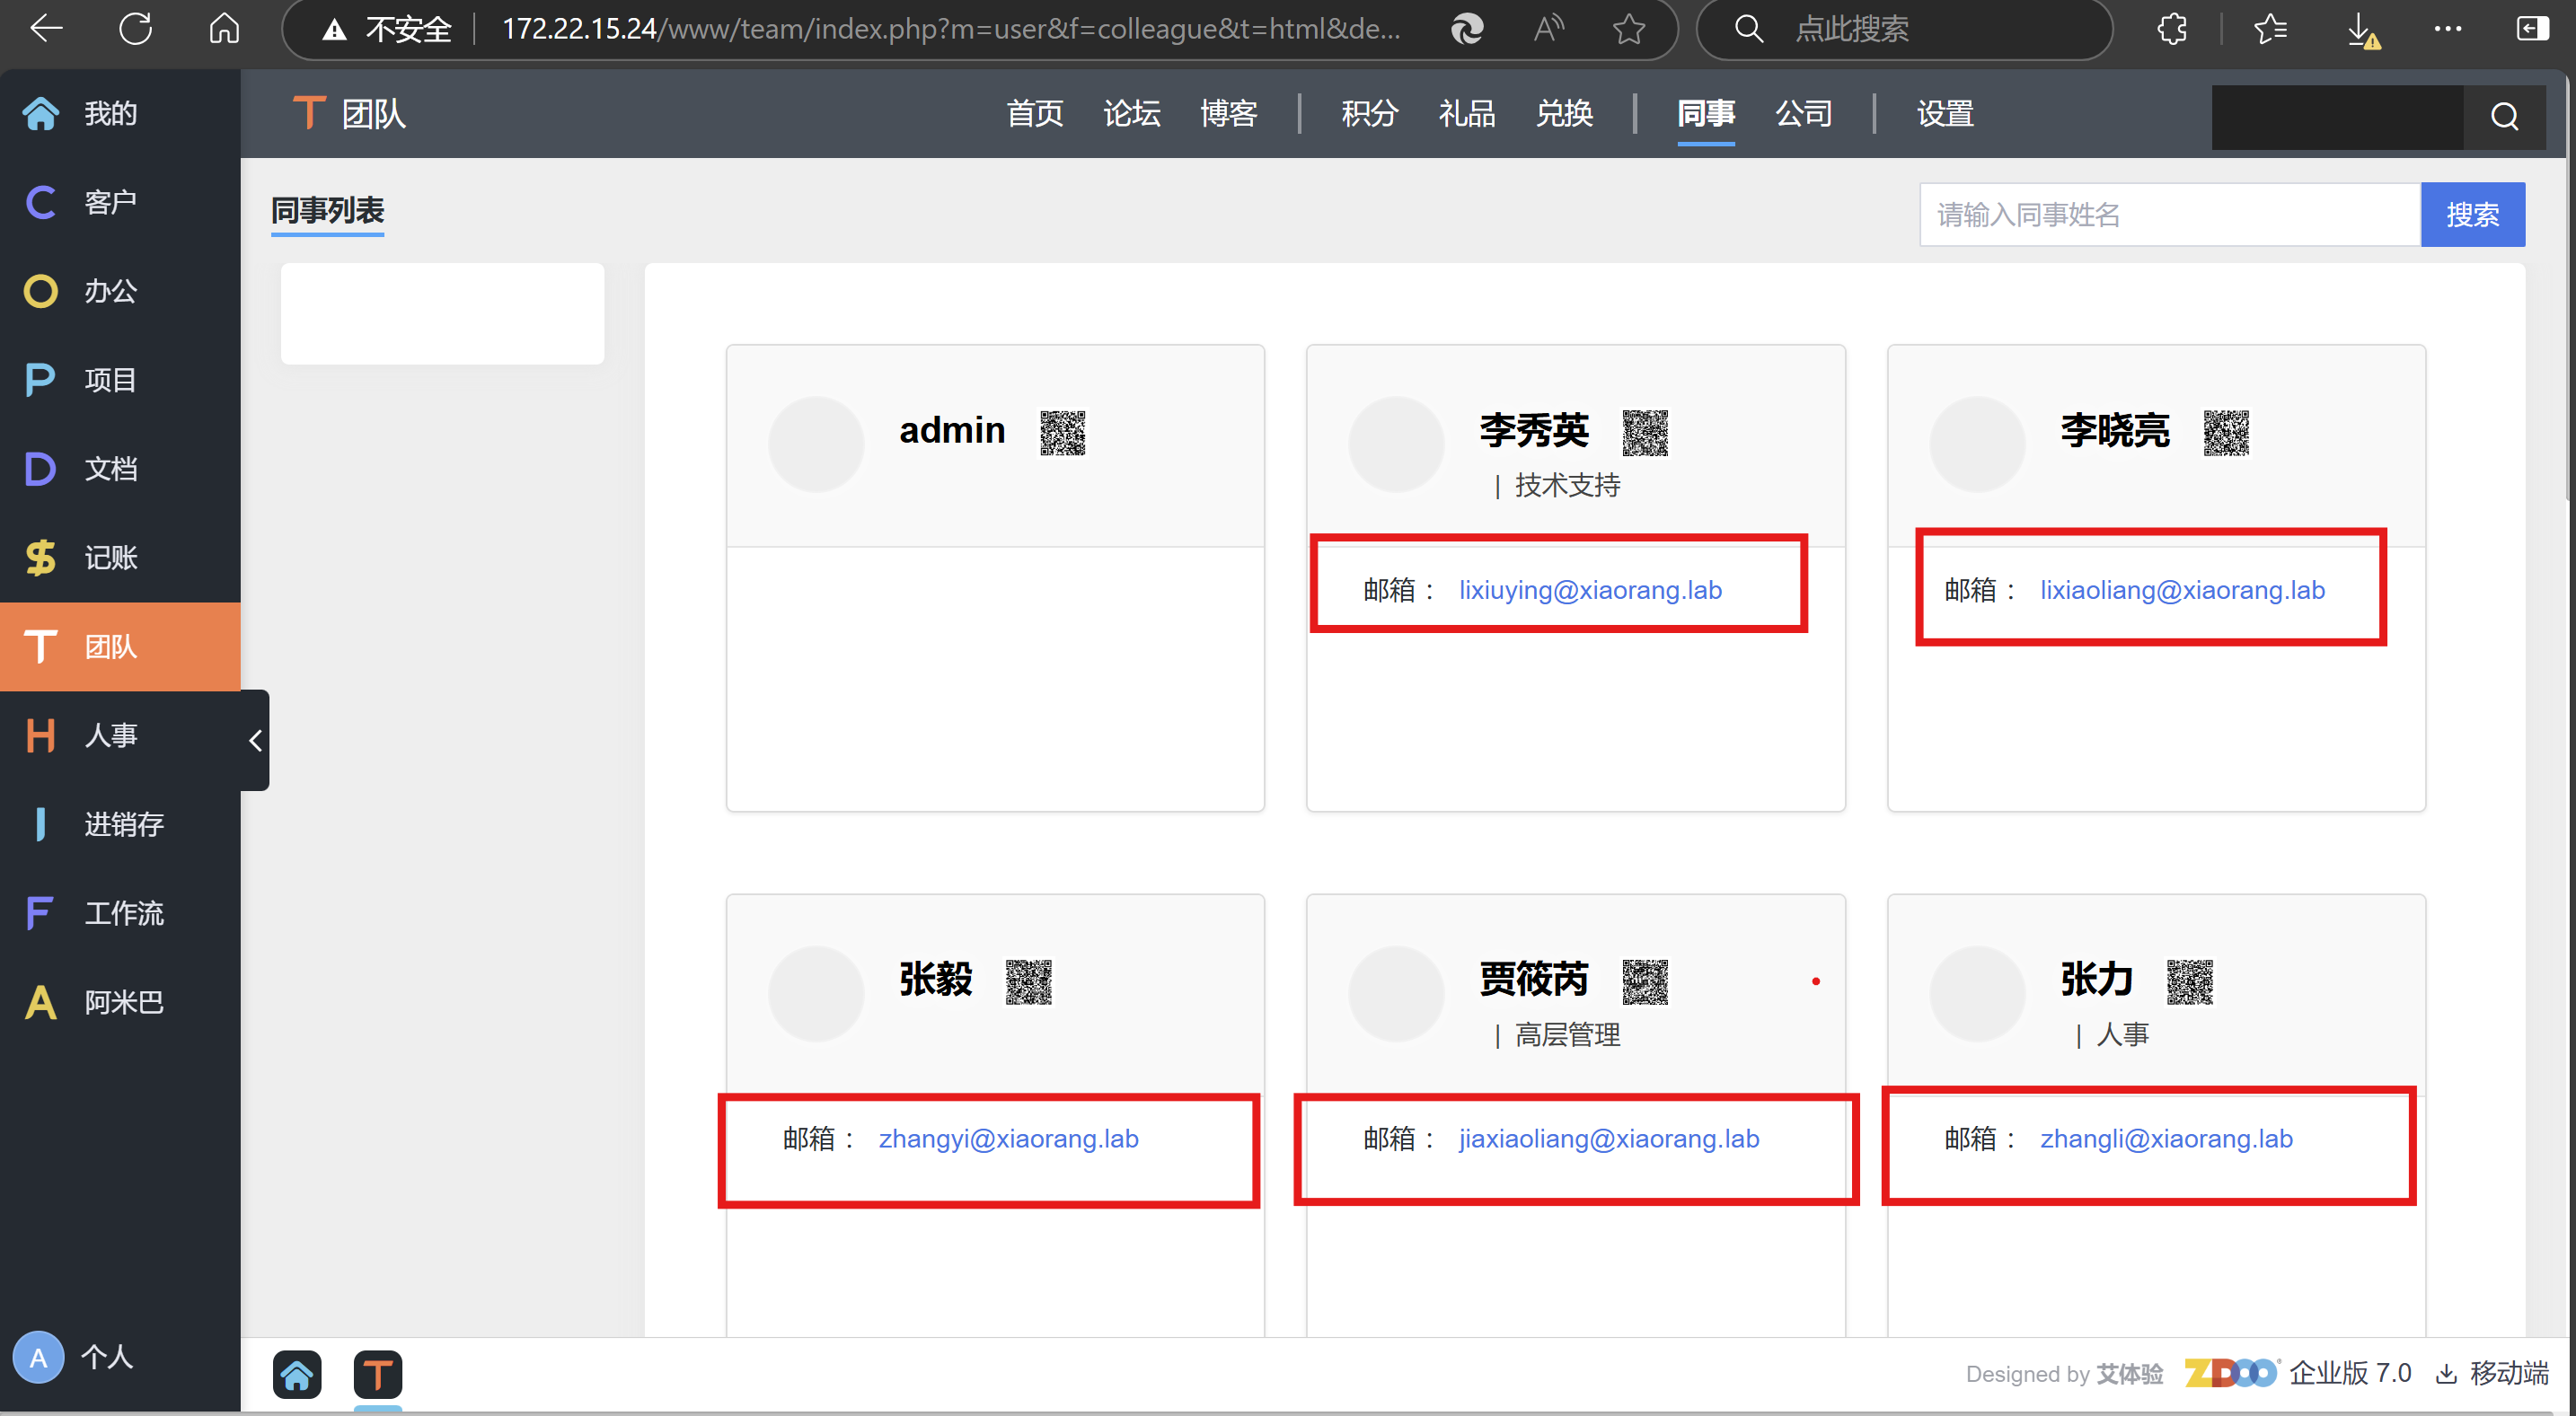 不安全 172.22.15.24/www/team/index.php?m=user&f=colleague&t=html&de...
点此搜索
我的
客户
办公
项目
文档
记账
团队
人事
进销存
工作流
阿米巴
A 个人
团队
首页 论坛 博客 积分 礼品 兑换 同事 公司 设置
同事列表
请输入同事姓名 搜索
admin
李秀英
| 技术支持
邮箱: lixiuying@xiaorang.lab
李晓亮
邮箱: lixiaoliang@xiaorang.lab
张毅
邮箱: zhangyi@xiaorang.lab
贾筱芮
| 高层管理
邮箱: jiaxiaoliang@xiaorang.lab
张力
| 人事
邮箱: zhangli@xiaorang.lab
Designed by 艾体验 ZDOO 企业版 7.0 移动端